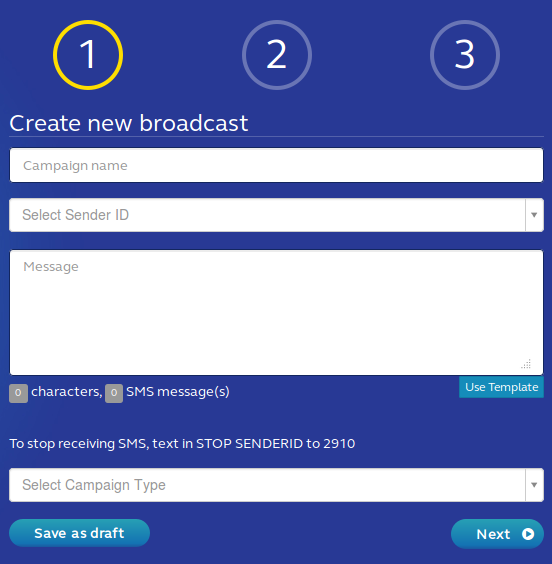 1 2 3
Create new broadcast
Campaign name
Select Sender ID
Message
Use Template
0 characters, 0 SMS message(s)
To stop receiving SMS, text in STOP SENDERID to 2910
Select Campaign Type
Save as draft Next